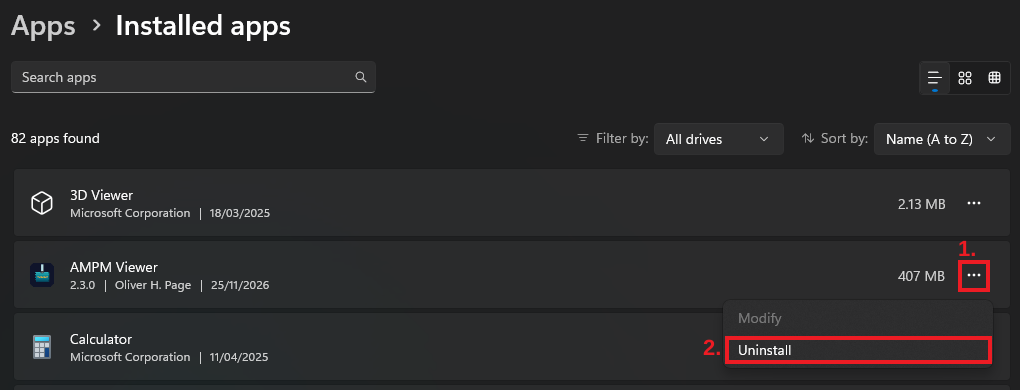 Apps > Installed apps
Search apps
82 apps found
Filter by: All drives
Sort by: Name (A to Z)
3D Viewer
Microsoft Corporation | 18/03/2025
2.13 MB
AMPM Viewer
2.3.0 | Oliver H. Page | 25/11/2026
407 MB
1.
Modify
2. Uninstall
Calculator
Microsoft Corporation | 11/04/2025